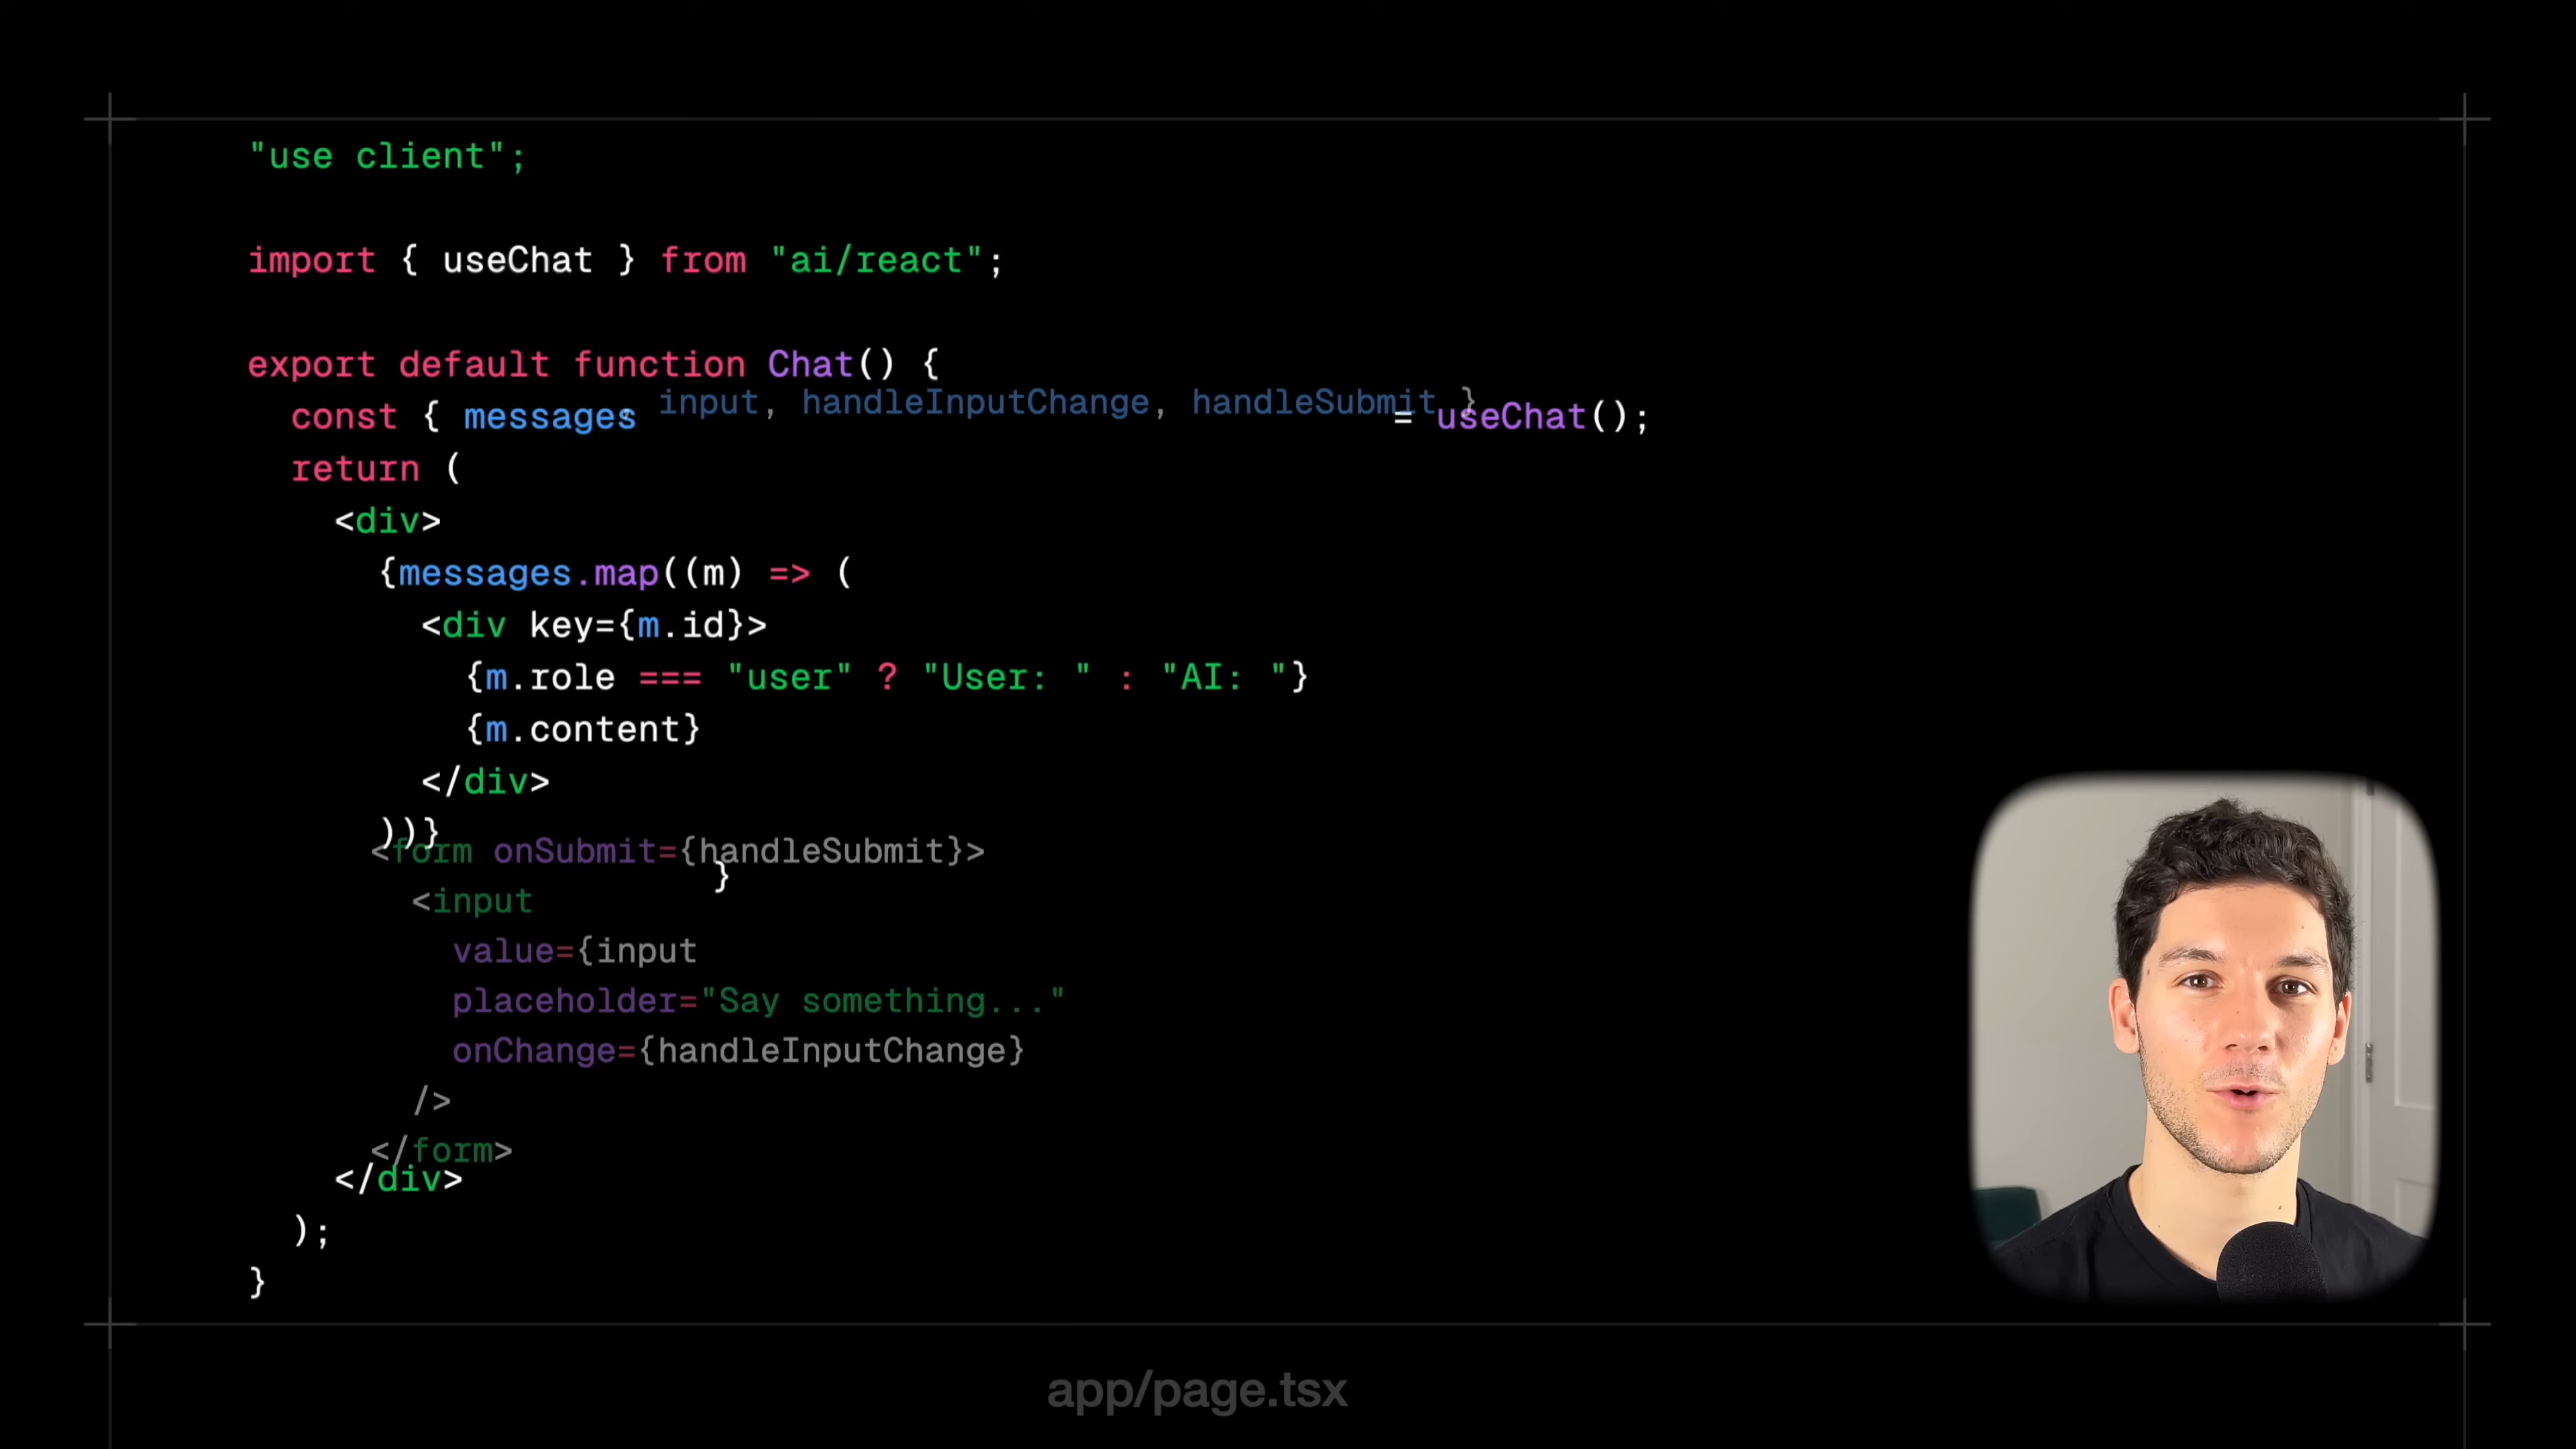 "use client";
import { useChat } from "ai/react";
export default function Chat() {
const { messages, input, handleInputChange, handleSubmit } = useChat();
return (
<div>
{messages.map((m) => (
<div key={m.id}>
{m.role === "user" ? "User: " : "AI: "}
{m.content}
</div>
))}
<form onSubmit={handleSubmit}>
}
<input
value={input
placeholder="Say something..."
onChange={handleInputChange}
/>
</form>
</div>
);
}
app/page.tsx